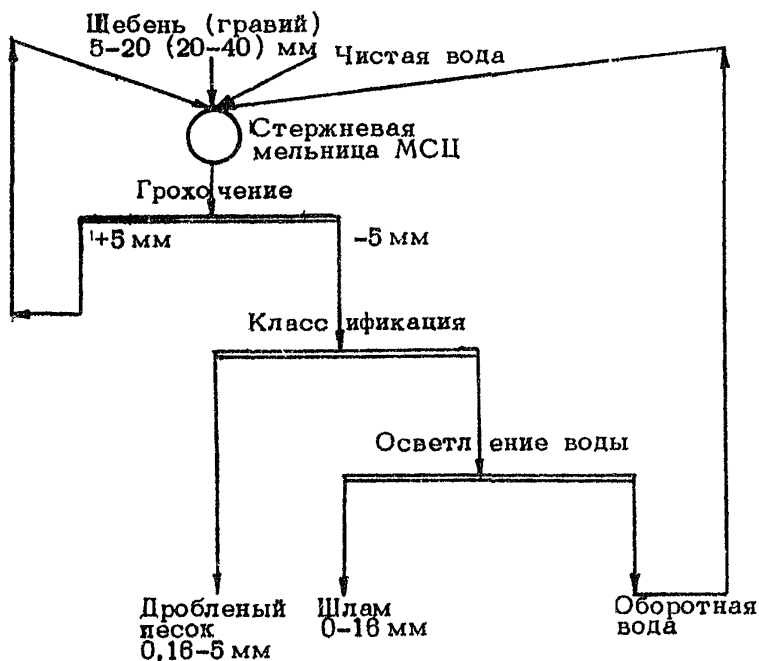 Щебень (гравий)
5-20 (20-40) мм
Чистая вода
Стержневая
мельница МСЦ
Грохочение
+5 мм
-5 мм
Классификация
Осветление воды
Дробленый
песок
0,16-5 мм
Шлам
0-16 мм
Оборотная
вода